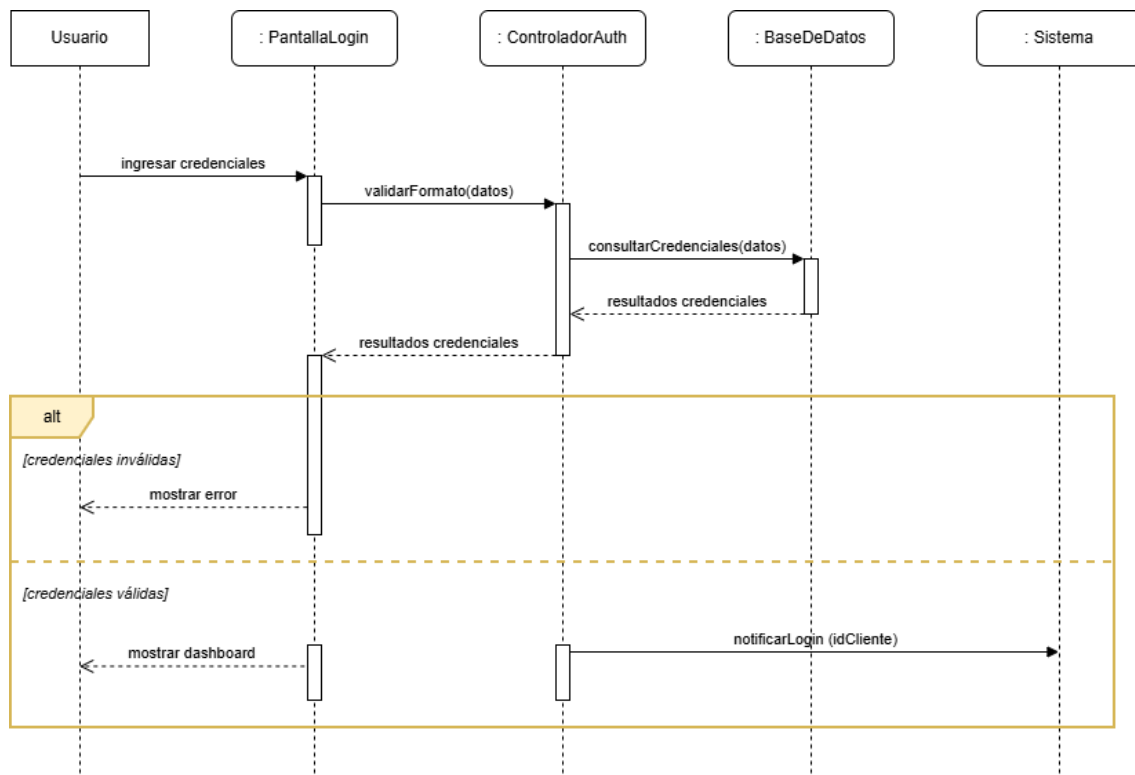 Usuario
: PantallaLogin
: ControladorAuth
: BaseDeDatos
: Sistema
ingresar credenciales
validarFormato(datos)
consultarCredenciales(datos)
resultados credenciales
resultados credenciales
alt
[credenciales inválidas]
mostrar error
[credenciales válidas]
notificarLogin (idCliente)
mostrar dashboard